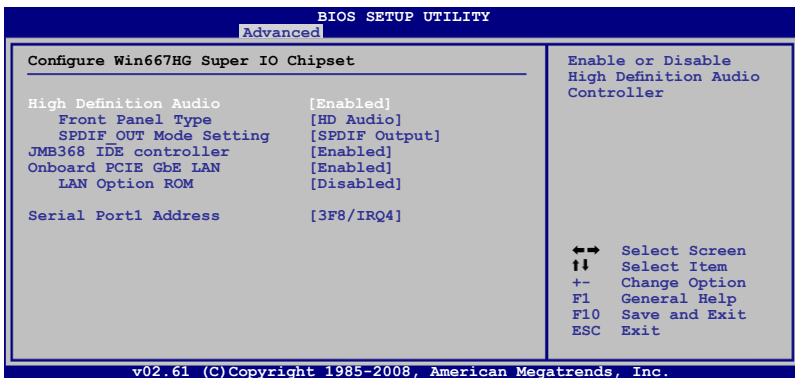 BIOS SETUP UTILITY
Advanced
Configure Win667HG Super IO Chipset
High Definition Audio [Enabled]
Front Panel Type [HD Audio]
SPDIF_OUT Mode Setting [SPDIF Output]
JMB368 IDE controller [Enabled]
Onboard PCIE GbE LAN [Enabled]
LAN Option ROM [Disabled]
Serial Port1 Address [3F8/IRQ4]
Enable or Disable
High Definition Audio
Controller
←→ Select Screen
↑↓ Select Item
+- Change Option
F1 General Help
F10 Save and Exit
ESC Exit
v02.61 (C)Copyright 1985-2008, American Megatrends, Inc.